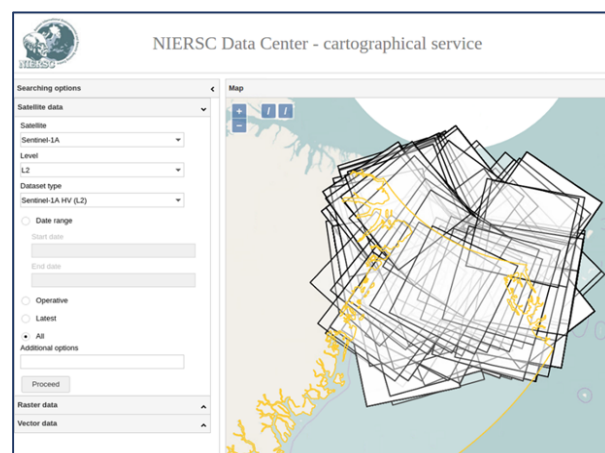 NIERSC
NIERSC Data Center - cartographical service
Searching options
Satellite data
Satellite
Sentinel-1A
Level
L2
Dataset type
Sentinel-1A HV (L2)
Date range
Start date
End date
Operative
Latest
All
Additional options
Proceed
Raster data
Vector data
Map
+
−
i
i